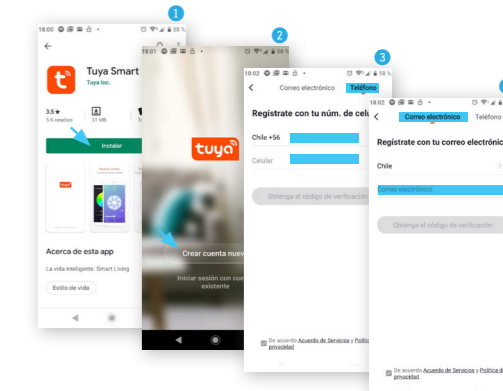 1
18:00
58 %
Tuya Smart
Tuya Inc.
3.5★
5 K reseñas
31 MB
Instalar
Acerca de esta app
La vida inteligente. Smart Living
Estilo de vida
2
18:01
58 %
tuya
Crear cuenta nuev
Iniciar sesión con cue
existente
3
18:02
58 %
Correo electrónico
Teléfono
Regístrate con tu núm. de celu
Chile +56
Celular
Obtenga el código de verificación
De acuerdo Acuerdo de Servicios y Polític
privacidad
18:02
58
Correo electrónico
Teléfono
Regístrate con tu correo electrónic
Chile
Correo electrónico
Obtenga el código de verificación
De acuerdo Acuerdo de Servicios y Política d
privacidad